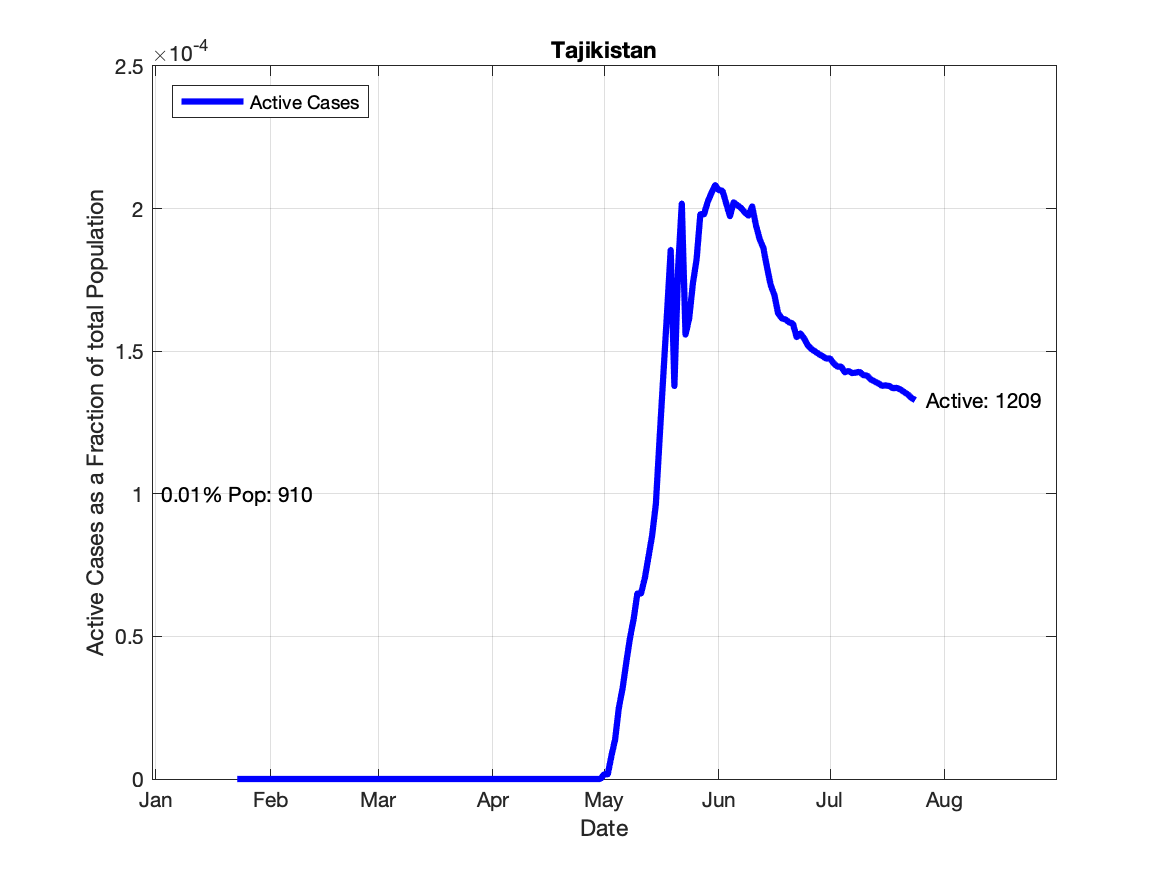 Tajikistan
×10-4
2.5
2
1.5
1
0.5
0
Active Cases
Active: 1209
0.01% Pop: 910
Active Cases as a Fraction of total Population
Jan Feb Mar Apr May Jun Jul Aug
Date